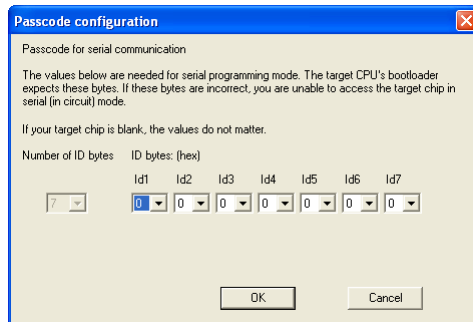 Passcode configuration
Passcode for serial communication
The values below are needed for serial programming mode. The target CPU's bootloader
expects these bytes. If these bytes are incorrect, you are unable to access the target chip in
serial (in circuit) mode.
If your target chip is blank, the values do not matter.
Number of ID bytes ID bytes: (hex)
Id1 Id2 Id3 Id4 Id5 Id6 Id7
7 0 0 0 0 0 0 0
OK Cancel